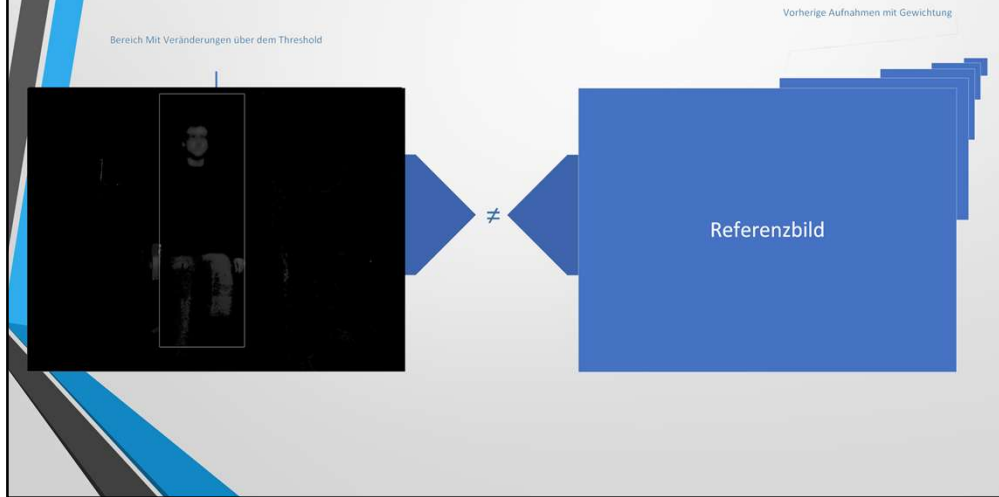 Vorherige Aufnahmen mit Gewichtung
Bereich Mit Veränderungen über dem Threshold
≠
Referenzbild